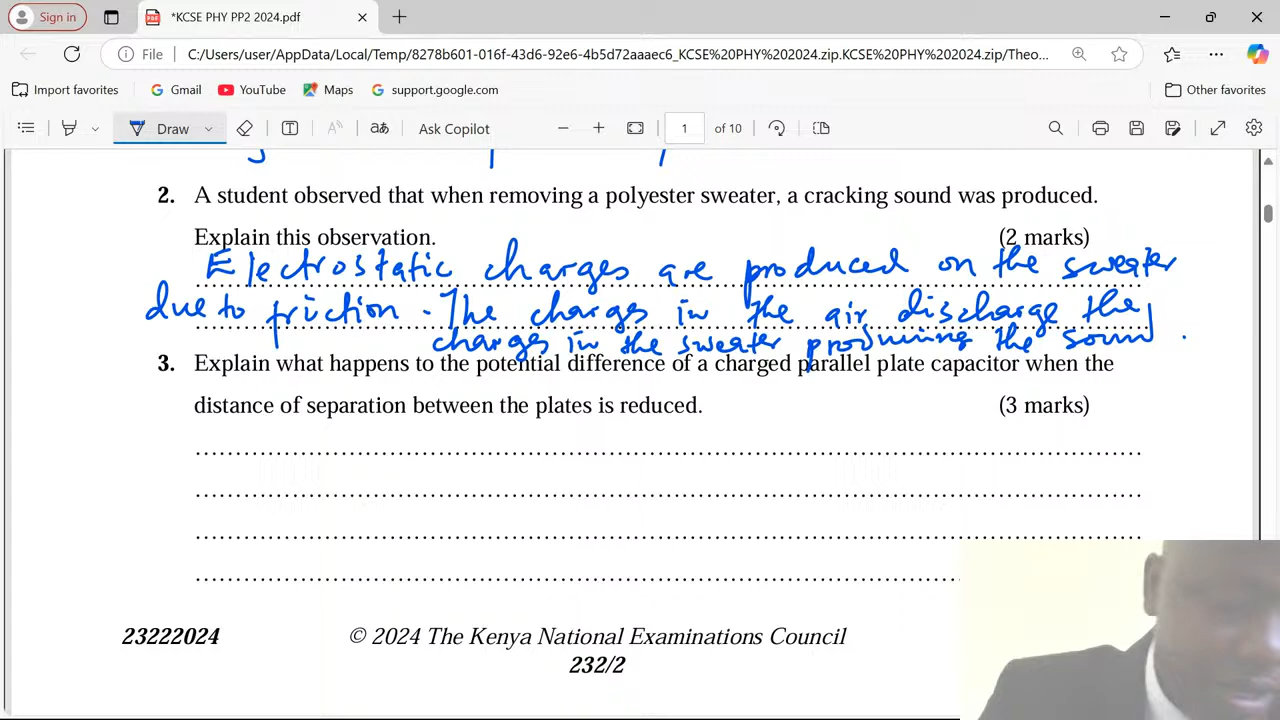 Sign in
*KCSE PHY PP2 2024.pdf
File
C:/Users/user/AppData/Local/Temp/8278b601-016f-43d6-92e6-4b5d72aaaec6_KCSE%20PHY%202024.zip.KCSE%20PHY%202024.zip/Theo...
Import favorites
Gmail
YouTube
Maps
support.google.com
Other favorites
Draw
Ask Copilot
1 of 10
2. A student observed that when removing a polyester sweater, a cracking sound was produced.
Explain this observation. (2 marks)
Electrostatic charges are produced on the sweater
due to friction. The charges in the air discharge the
charges in the sweater producing the sound.
3. Explain what happens to the potential difference of a charged parallel plate capacitor when the
distance of separation between the plates is reduced. (3 marks)
23222024
© 2024 The Kenya National Examinations Council
232/2